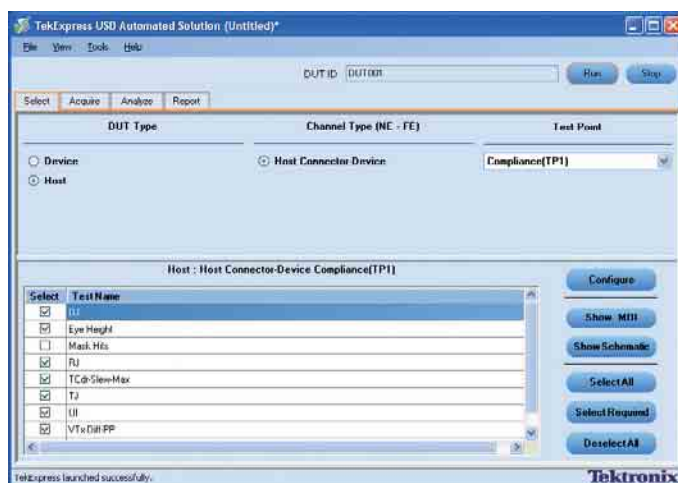 TekExpress USB Automated Solution (Untitled)*
File View Tools Help
DUT ID DUT001 Run Stop
Select Acquire Analyze Report
DUT Type Channel Type (NE - FE) Test Point
Device Host Connector-Device Compliance(TP1)
Host
Host : Host Connector-Device Compliance(TP1)
Configure
Select Test Name
DJ
Show MOI
Eye Height
Mask Hits
Show Schematic
RJ
TCdr-Slew-Max
Select All
TJ
UI
Select Required
VTx-Diff-PP
Deselect All
TekExpress launched successfully.
Tektronix